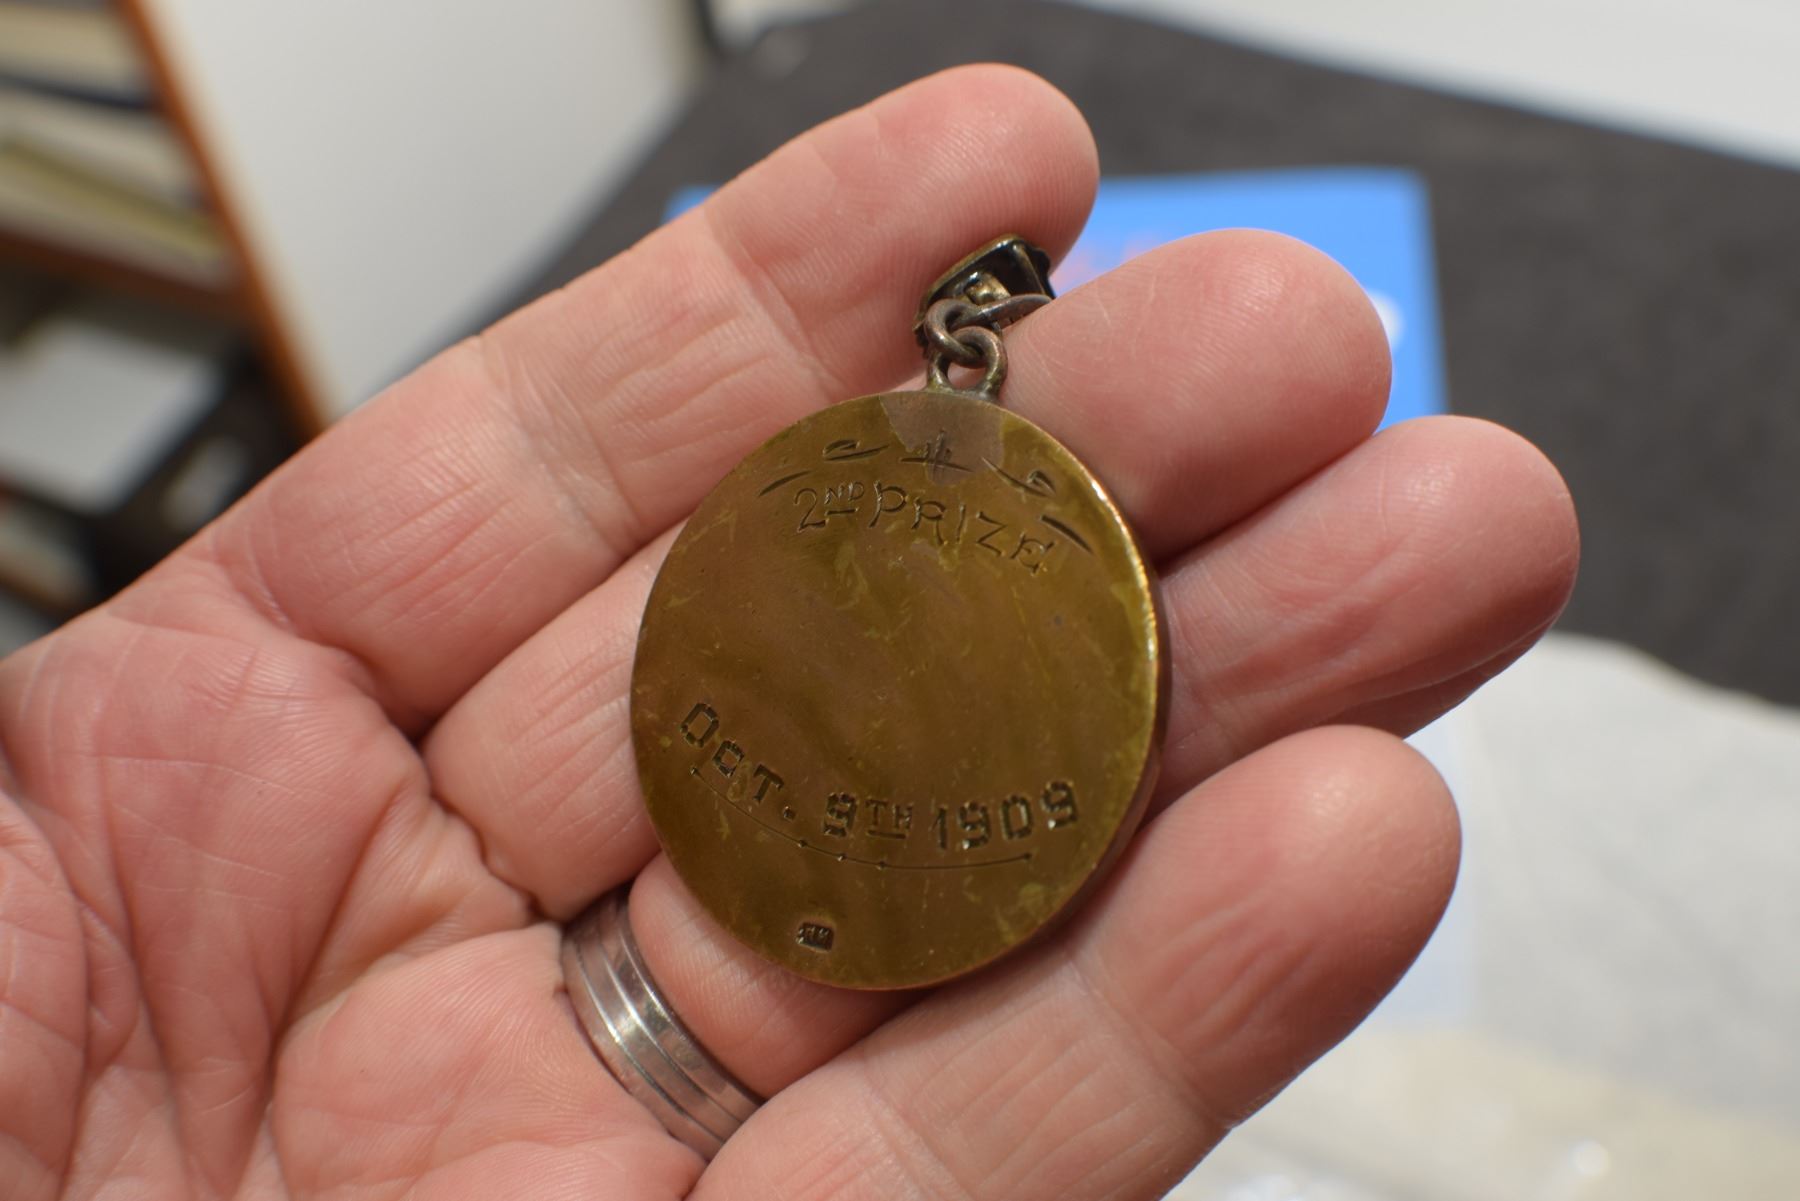 2ND PRIZE
OCT. 9TH 1909